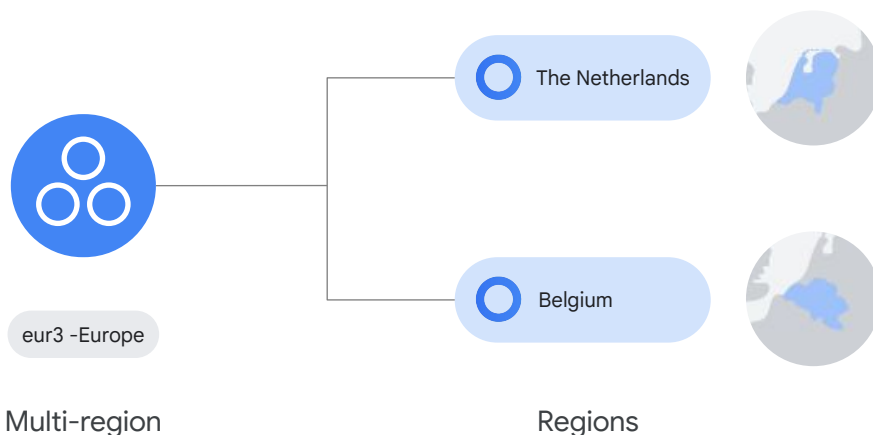 The Netherlands
Belgium
eur3 -Europe
Multi-region
Regions